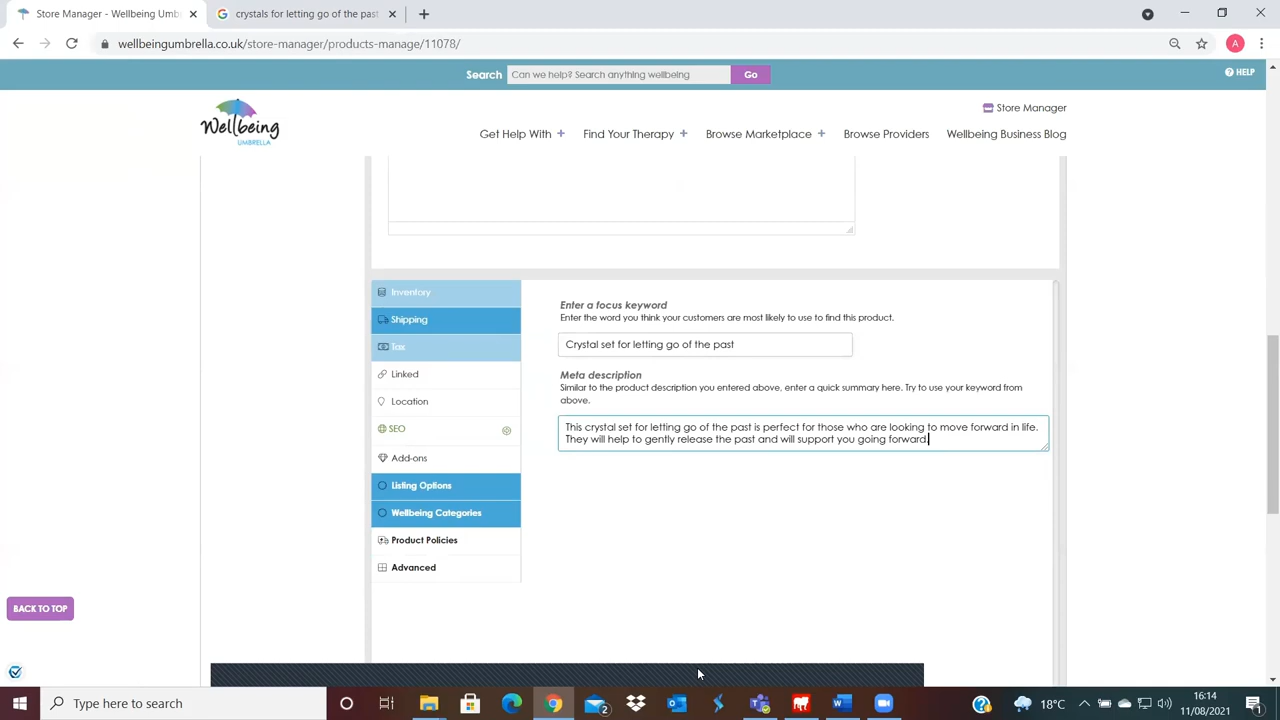 Store Manager - Wellbeing Umb
crystals for letting go of the past
wellbeingumbrella.co.uk/store-manager/products-manage/11078/
A
Search
Can we help? Search anything wellbeing
Go
HELP
Wellbeing
UMBRELLA
Store Manager
Get Help With +
Find Your Therapy +
Browse Marketplace +
Browse Providers
Wellbeing Business Blog
Inventory
Shipping
Tax
Linked
Location
SEO
Add-ons
Listing Options
Wellbeing Categories
Product Policies
Advanced
Enter a focus keyword
Enter the word you think your customers are most likely to use to find this product.
Crystal set for letting go of the past
Meta description
Similar to the product description you entered above, enter a quick summary here. Try to use your keyword from
above.
This crystal set for letting go of the past is perfect for those who are looking to move forward in life.
They will help to gently release the past and will support you going forward.
BACK TO TOP
Type here to search
2
18°C
16:14
11/08/2021
1